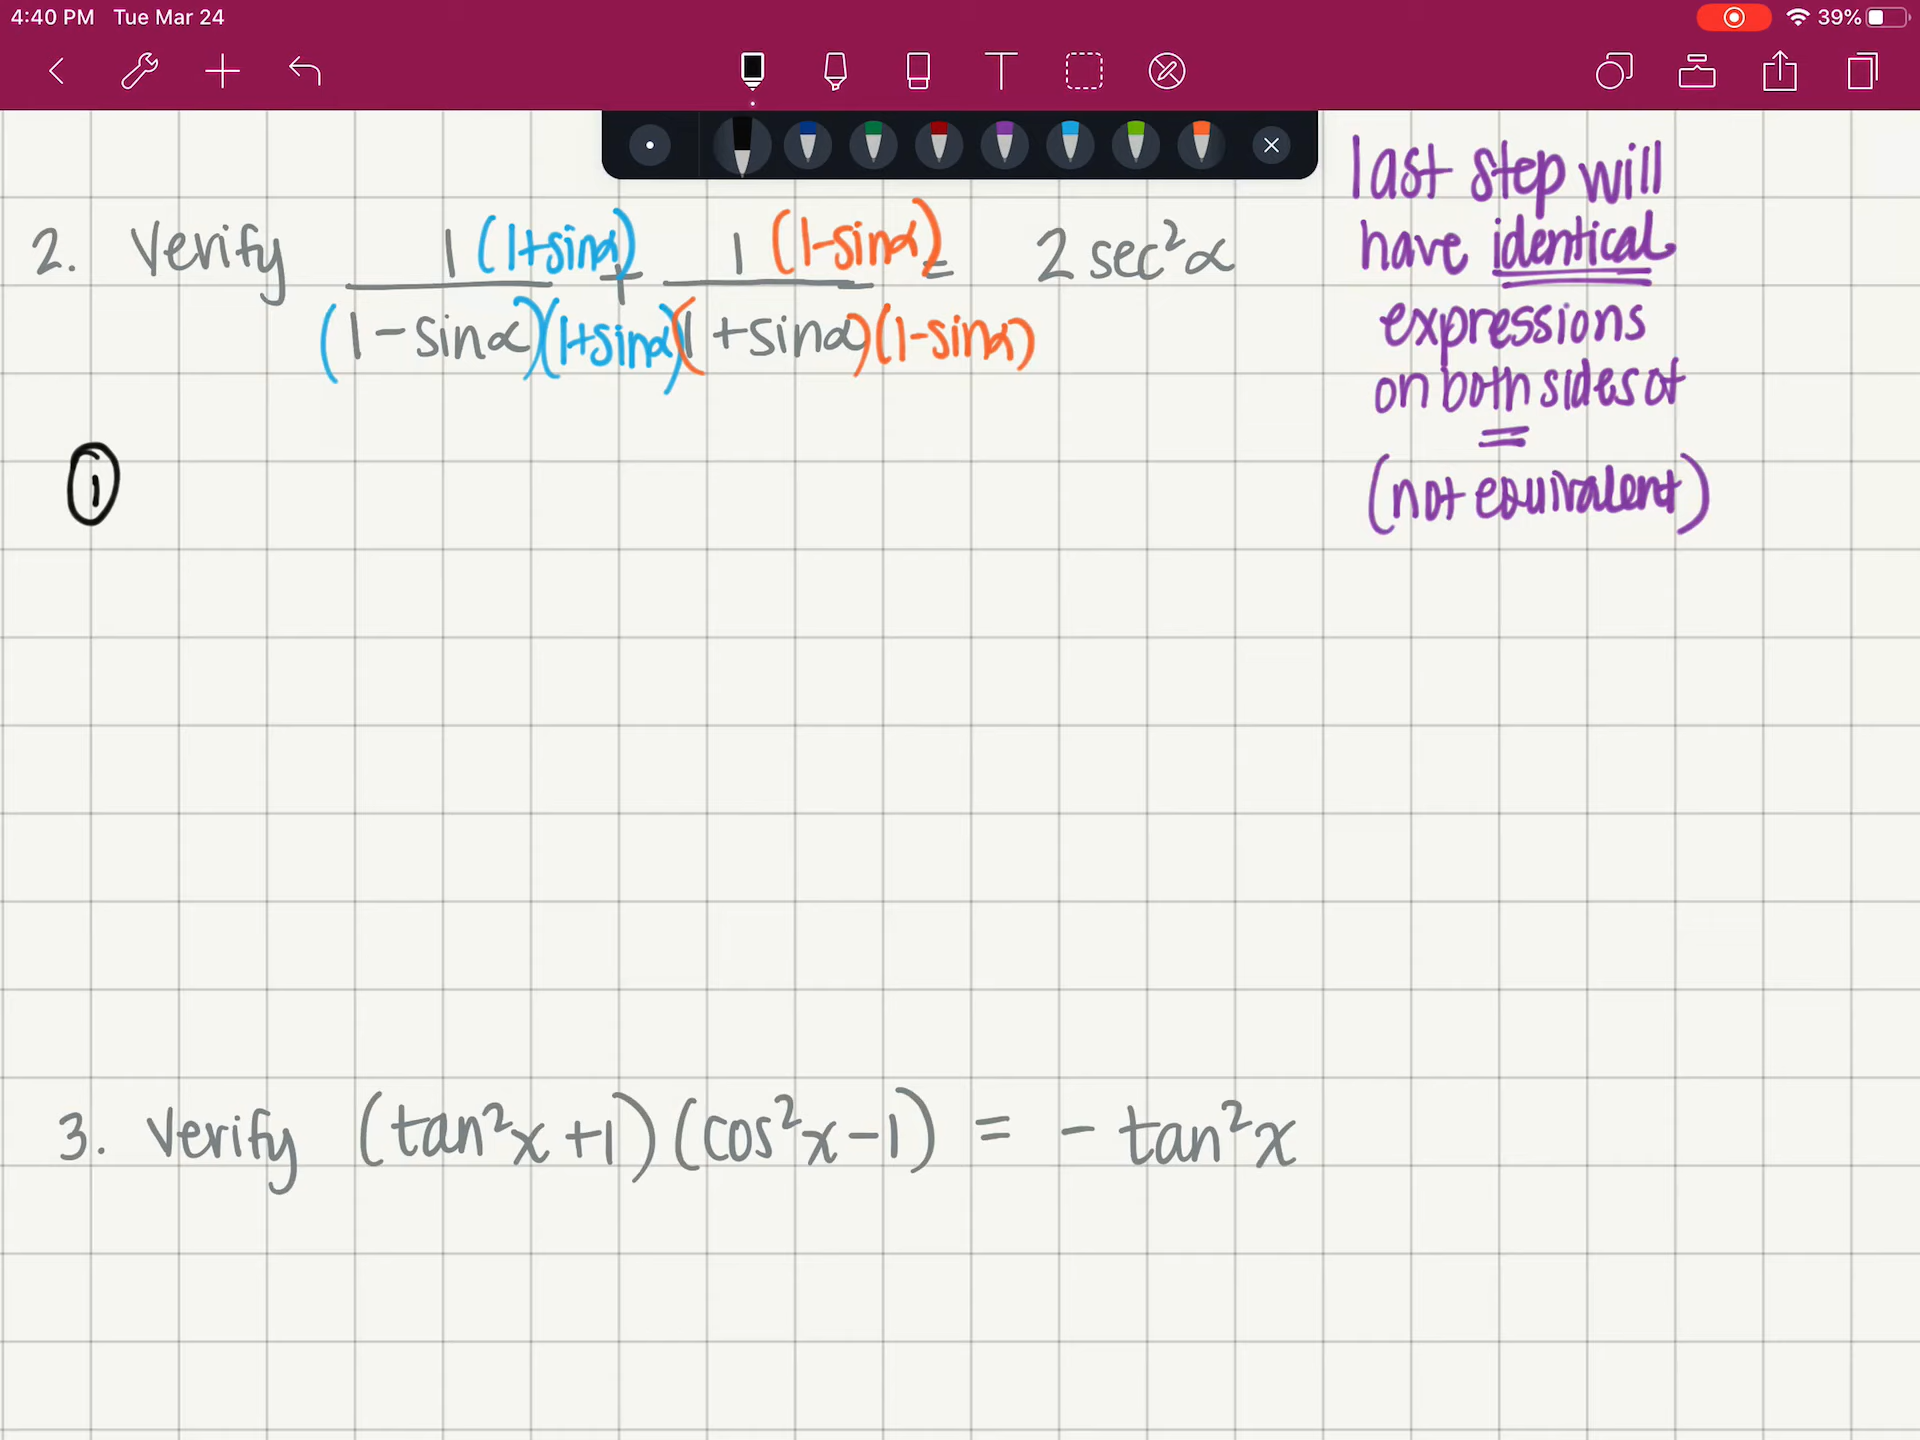 4:40 PM Tue Mar 24
39%
T
2. Verify 1(1+sinα)/(1-sinα)(1+sinα) + 1(1-sinα)/(1+sinα)(1-sinα) = 2 sec²α
last step will
have identical
expressions
on both sides of
=
(not equivalent)
①
3. Verify (tan²x+1)(cos²x-1) = - tan²x